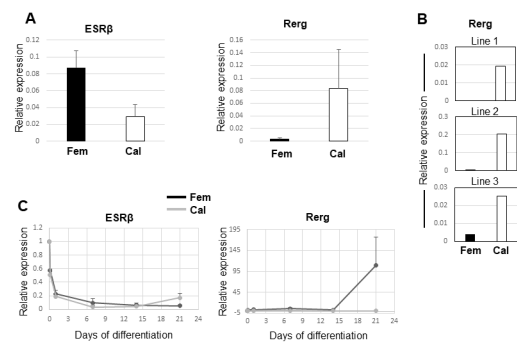 A
ESRβ
Relative expression
0.12
0.1
0.08
0.06
0.04
0.02
0
Fem
Cal
Rerg
Relative expression
0.16
0.14
0.12
0.1
0.08
0.06
0.04
0.02
0
Fem
Cal
B
Rerg
Relative expression
Line 1
0.03
0.02
0.01
0
Line 2
0.3
0.2
0.1
0
Line 3
0.03
0.02
0.01
0
Fem
Cal
C
Fem
Cal
ESRβ
Relative expression
1.2
1
0.8
0.6
0.4
0.2
0
0 3 6 9 12 15 18 21 24
Days of differentiation
Rerg
Relative expression
195
145
95
45
-5
0 3 6 9 12 15 18 21 24
Days of differentiation